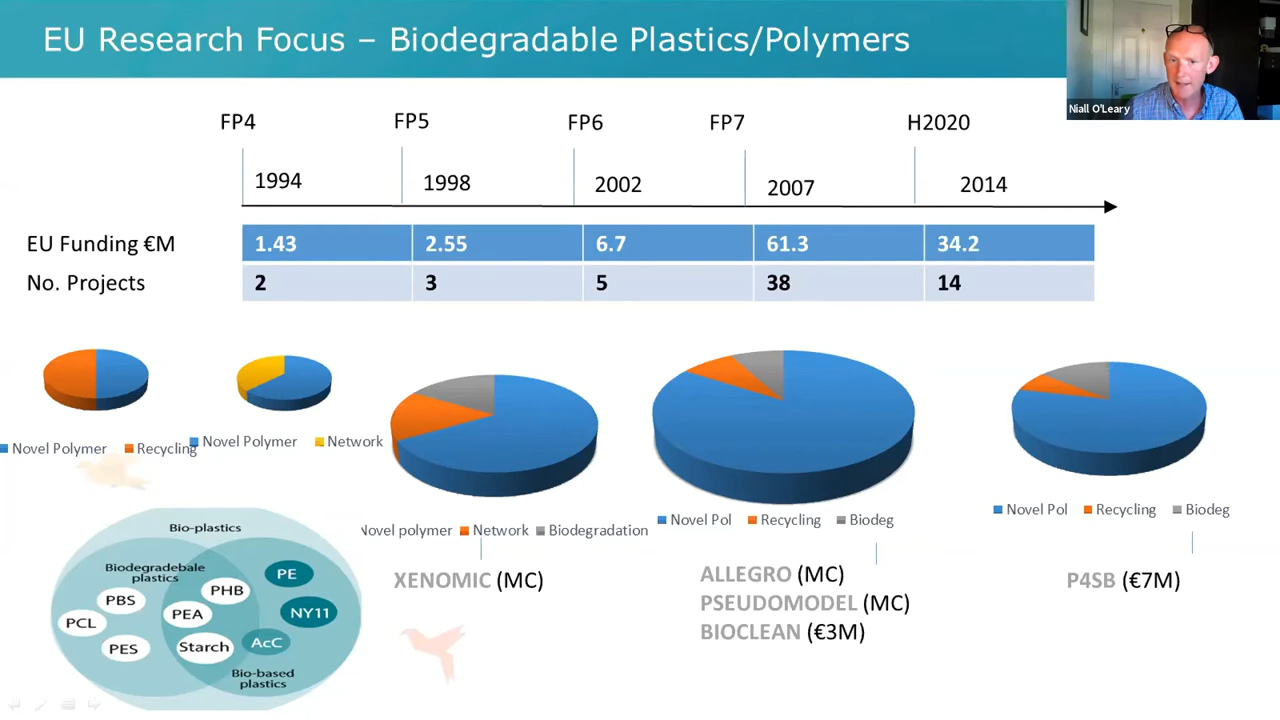 EU Research Focus – Biodegradable Plastics/Polymers
Niall O'Leary
FP4 FP5 FP6 FP7 H2020
1994 1998 2002 2007 2014
EU Funding €M 1.43 2.55 6.7 61.3 34.2
No. Projects 2 3 5 38 14
Novel Polymer Recycling
Novel Polymer Network
Novel polymer Network Biodegradation
Novel Pol Recycling Biodeg
Novel Pol Recycling Biodeg
XENOMIC (MC)
ALLEGRO (MC)
PSEUDOMODEL (MC)
BIOCLEAN (€3M)
P4SB (€7M)
Bio-plastics
Biodegradebale
plastics
PBS
PCL
PES
PHB
PEA
Starch
PE
NY11
AcC
Bio-based
plastics